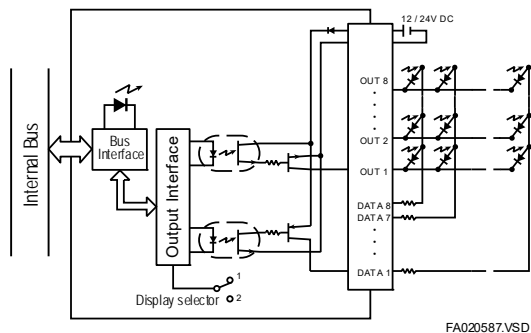 12 / 24V DC
Internal Bus
Bus
Interface
Output Interface
OUT 8
OUT 2
OUT 1
DATA 8
DATA 7
DATA 1
Display selector
1
2
FA020587.VSD